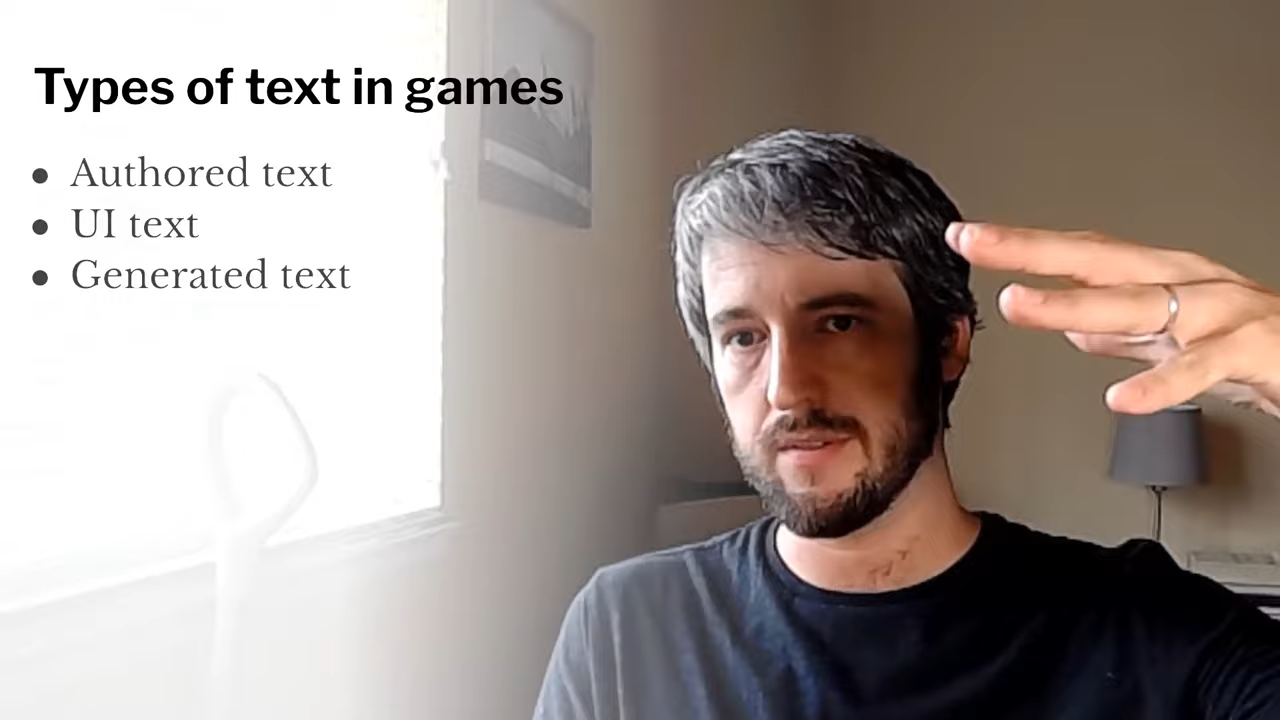 Types of text in games
• Authored text
• UI text
• Generated text